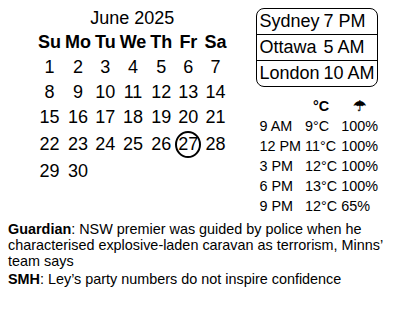 June 2025
Su Mo Tu We Th Fr Sa
1 2 3 4 5 6 7
8 9 10 11 12 13 14
15 16 17 18 19 20 21
22 23 24 25 26 27 28
29 30
Sydney 7 PM
Ottawa 5 AM
London 10 AM
°C ☂
9 AM 9°C 100%
12 PM 11°C 100%
3 PM 12°C 100%
6 PM 13°C 100%
9 PM 12°C 65%
Guardian: NSW premier was guided by police when he
characterised explosive-laden caravan as terrorism, Minns’
team says
SMH: Ley’s party numbers do not inspire confidence